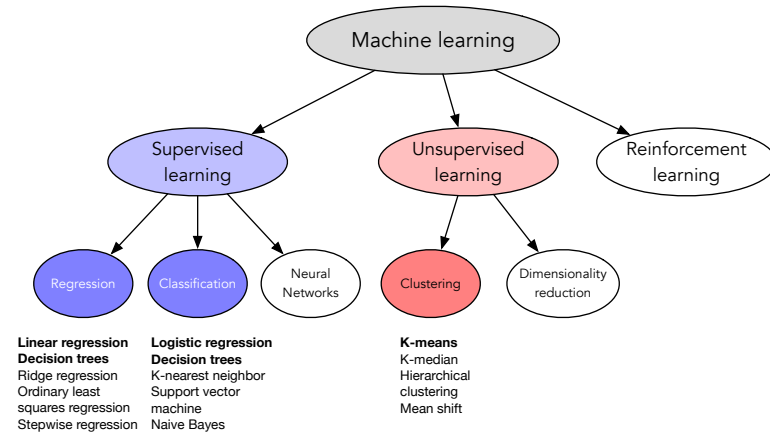 Machine learning
Supervised
learning
Unsupervised
learning
Reinforcement
learning
Regression
Classification
Neural
Networks
Clustering
Dimensionality
reduction
Linear regression
Decision trees
Ridge regression
Ordinary least
squares regression
Stepwise regression
Logistic regression
Decision trees
K-nearest neighbor
Support vector
machine
Naive Bayes
K-means
K-median
Hierarchical
clustering
Mean shift